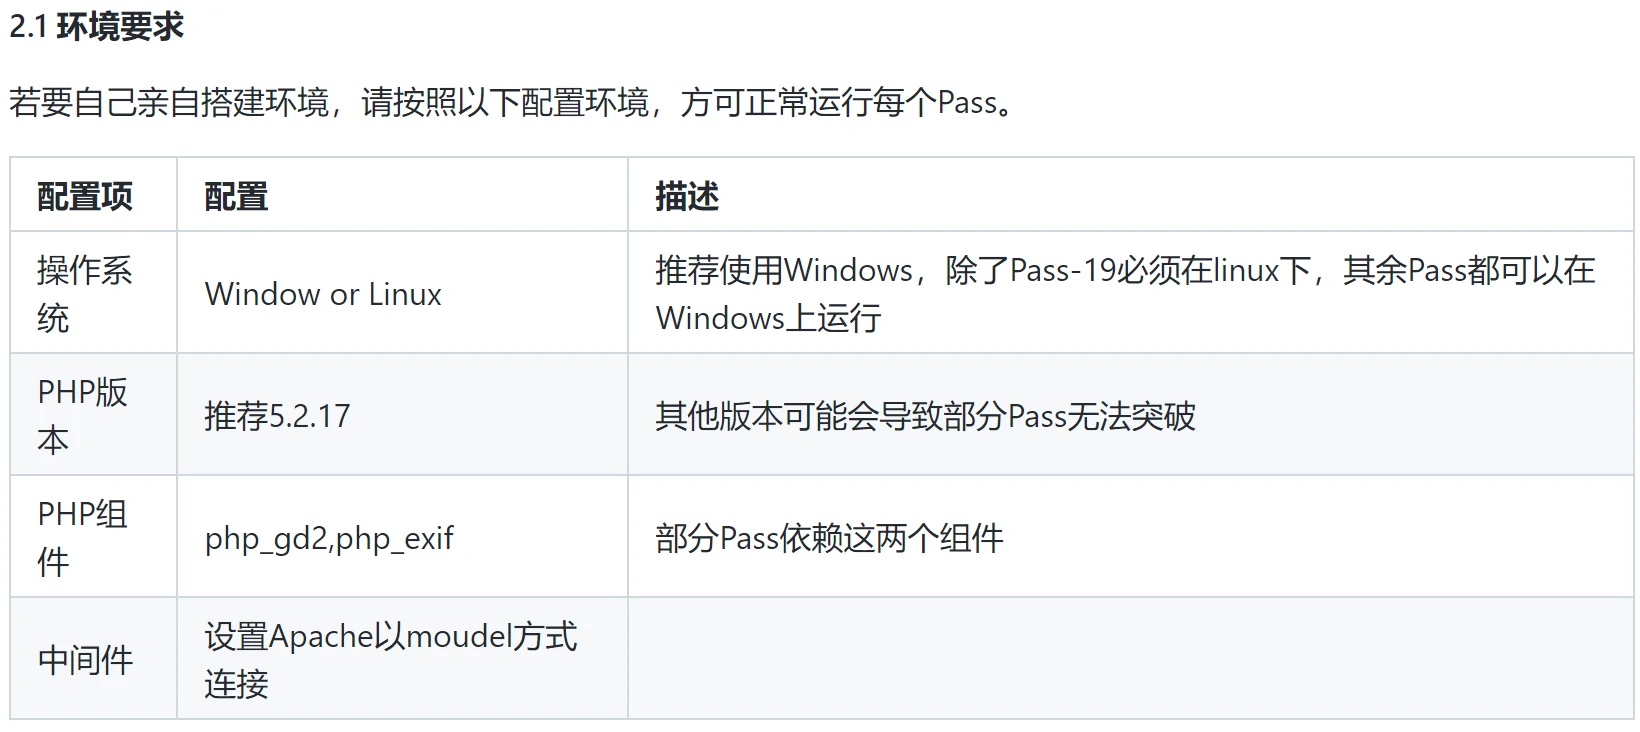 2.1 环境要求
若要自己亲自搭建环境，请按照以下配置环境，方可正常运行每个Pass。
配置项 配置 描述
操作系
统
Window or Linux
推荐使用Windows，除了Pass-19必须在linux下，其余Pass都可以在
Windows上运行
PHP版
本
推荐5.2.17
其他版本可能会导致部分Pass无法突破
PHP组
件
php_gd2,php_exif
部分Pass依赖这两个组件
中间件
设置Apache以moudel方式
连接